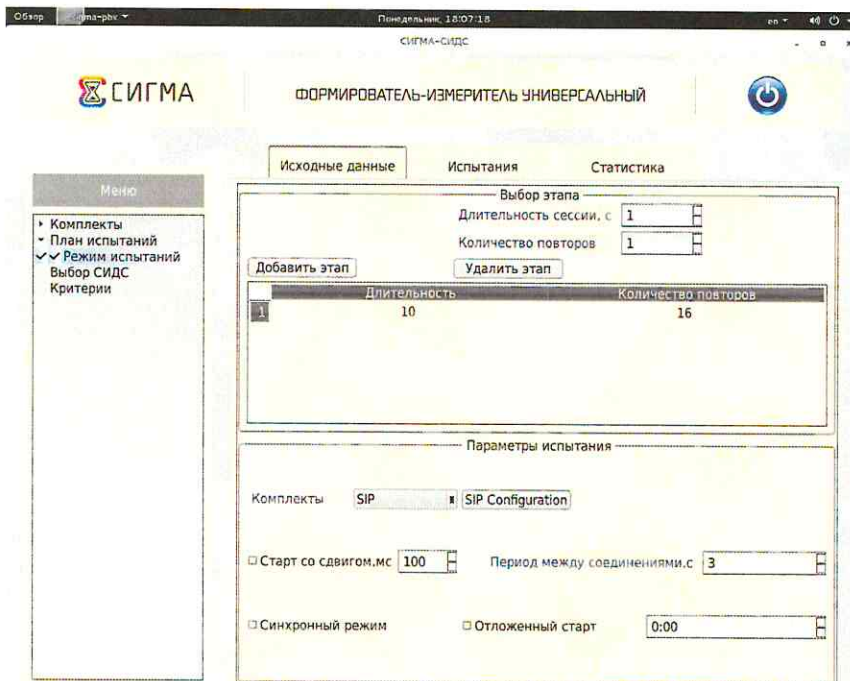 Обзор
sigma-pbx
Понедельник, 18:07:18
en
СИГМА-СИДС
СИГМА
ФОРМИРОВАТЕЛЬ-ИЗМЕРИТЕЛЬ УНИВЕРСАЛЬНЫЙ
Исходные данные Испытания Статистика
Меню
Комплекты
План испытаний
Режим испытаний
Выбор СИДС
Критерии
Выбор этапа
Длительность сессии, с 1
Количество повторов 1
Добавить этап Удалить этап
Длительность Количество повторов
1 10 16
Параметры испытания
Комплекты SIP SIP Configuration
Старт со сдвигом,мс 100 Период между соединениями,с 3
Синхронный режим Отложенный старт 0:00